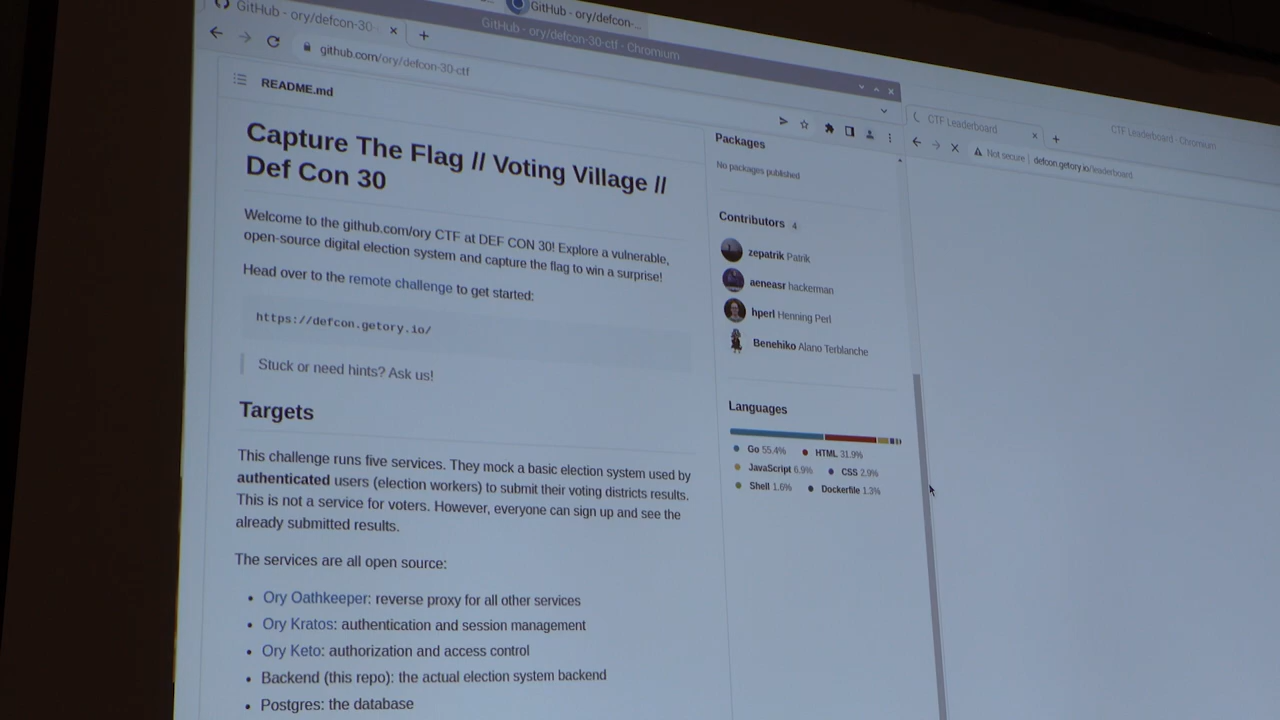 GitHub - ory/defcon-30-
GitHub - ory/defcon-...
GitHub - ory/defcon-30-ctf - Chromium
github.com/ory/defcon-30-ctf
README.md
Capture The Flag // Voting Village //
Def Con 30
Welcome to the github.com/ory CTF at DEF CON 30! Explore a vulnerable,
open-source digital election system and capture the flag to win a surprise!
Head over to the remote challenge to get started:
https://defcon.getory.io/
Stuck or need hints? Ask us!
Targets
This challenge runs five services. They mock a basic election system used by
authenticated users (election workers) to submit their voting districts results.
This is not a service for voters. However, everyone can sign up and see the
already submitted results.
The services are all open source:
• Ory Oathkeeper: reverse proxy for all other services
• Ory Kratos: authentication and session management
• Ory Keto: authorization and access control
• Backend (this repo): the actual election system backend
• Postgres: the database
Packages
No packages published
Contributors 4
zepatrik Patrik
aeneasr hackerman
hperl Henning Perl
Benehiko Alano Terblanche
Languages
Go 55.4% HTML 31.9%
JavaScript 6.9% CSS 2.9%
Shell 1.6% Dockerfile 1.3%
CTF Leaderboard
CTF Leaderboard - Chromium
Not secure | defcon.getory.io/leaderboard